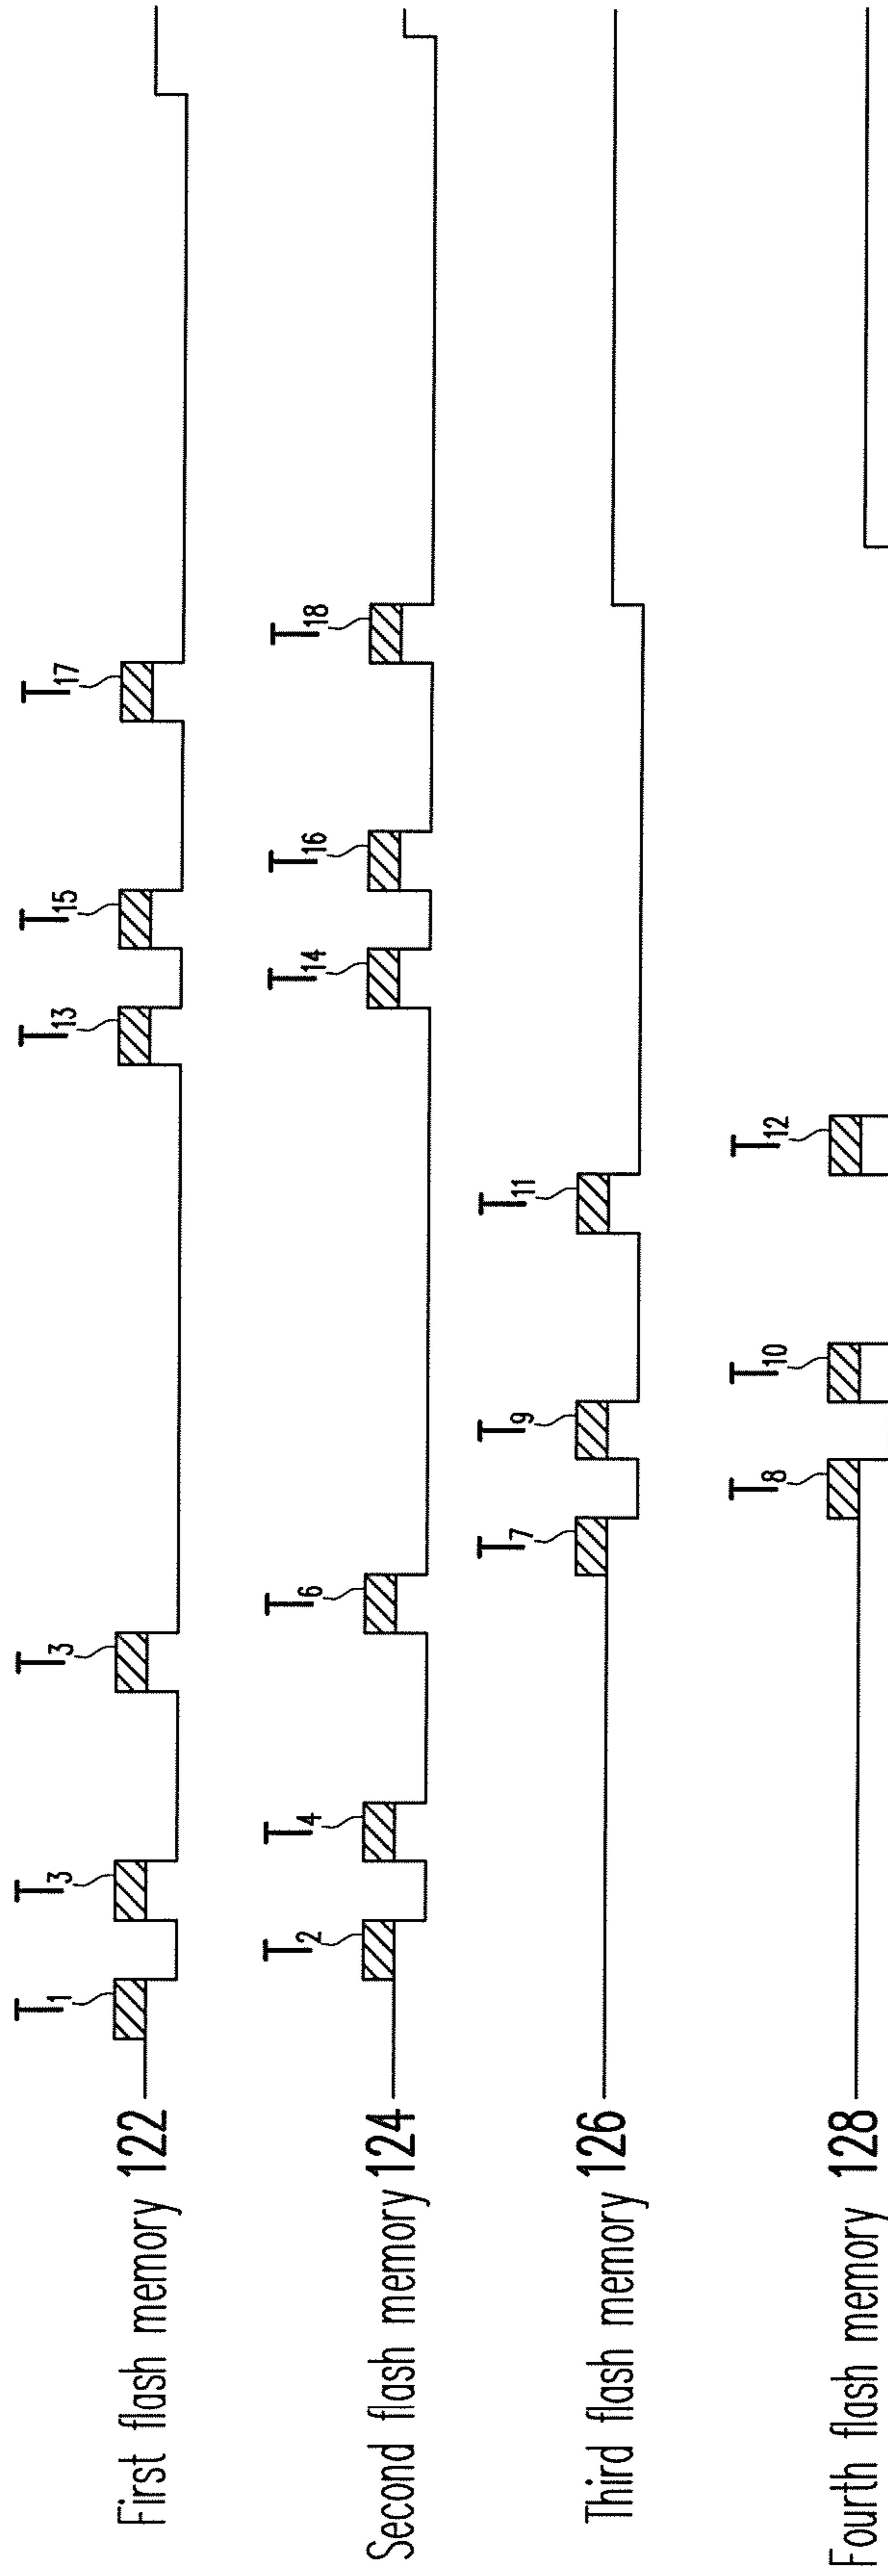 First flash memory 122 T1 T3 T3 T13 T15 T17
Second flash memory 124 T2 T4 T6 T14 T16 T18
Third flash memory 126 T7 T9 T11
Fourth flash memory 128 T8 T10 T12